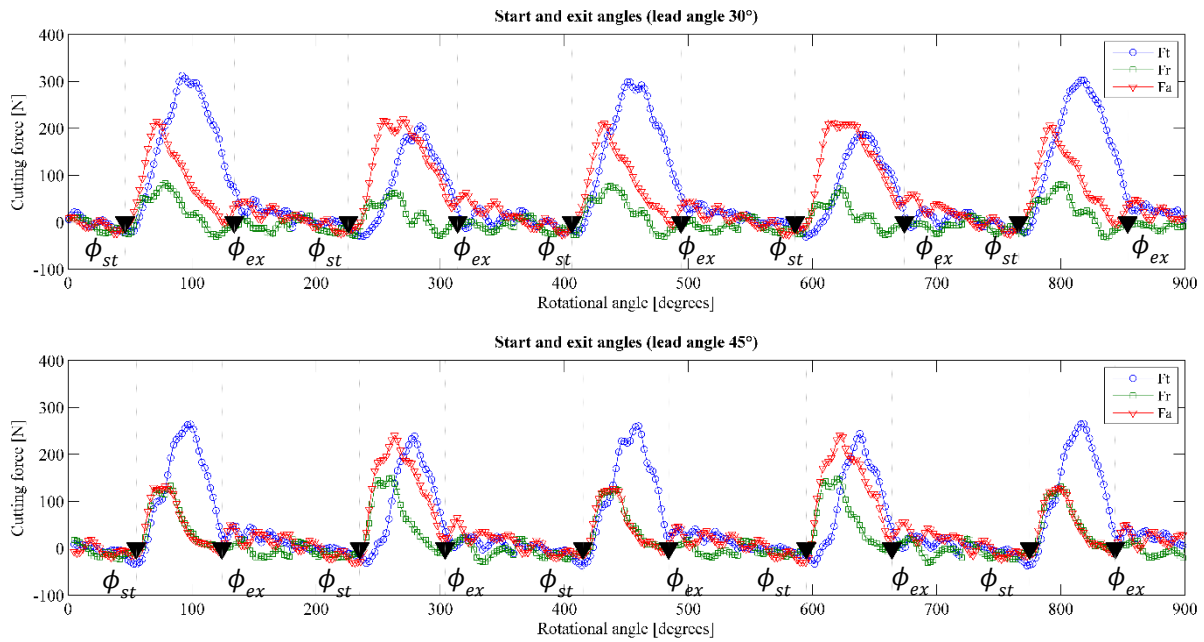 Start and exit angles (lead angle 30°)
400
300
200
100
0
-100
Cutting force [N]
Ft
Fr
Fa
ϕst ϕex ϕst ϕex ϕst ϕex ϕst ϕex ϕst ϕex
0 100 200 300 400 500 600 700 800 900
Rotational angle [degrees]
Start and exit angles (lead angle 45°)
400
300
200
100
0
-100
Cutting force [N]
Ft
Fr
Fa
ϕst ϕex ϕst ϕex ϕst ϕex ϕst ϕex ϕst ϕex
0 100 200 300 400 500 600 700 800 900
Rotational angle [degrees]